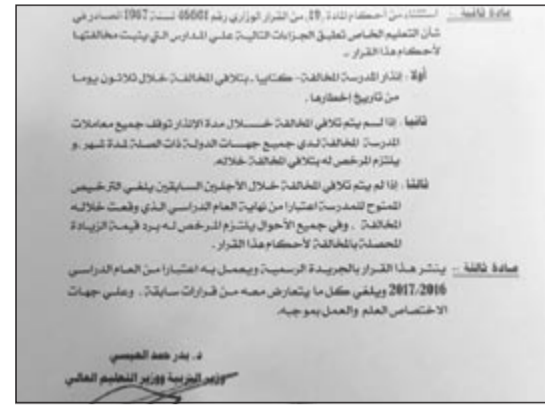 مادة ثانية :- استثناء من أحكام المادة ,19, من القرار الوزاري رقم 46601 لسنة 1967 الصادر في
شأن التعليم الخاص تطبق الجزاءات التالية على المدارس التي يثبت مخالفتها
لأحكام هذا القرار .
أولاً : إنذار المدرسة المخالفة - كتابيا ، بتلافي المخالفة خلال ثلاثون يوما
من تاريخ إخطارها .
ثانيا : إذا لــم يتم تلافي المخالفة خـــلال مدة الإنذار توقف جميع معاملات
المدرسة المخالفة لدى جميع جهات الدولة ذات الصلة لمدة شهر و
يلتزم المرخص له بتلافي المخالفة خلاله.
ثالثا : إذا لم يتم تلافي المخالفة خلال الأجلين السابقين يلغى الترخيص
الممنوح للمدرسة اعتبارا من نهاية العام الدراسي الذي وقعت خلاله
المخالفة ، وفي جميع الأحوال يلتزم المرخص له برد قيمة الزيادة
المحصلة بالمخالفة لأحكام هذا القرار .
مادة ثالثة :- ينشر هذا القرار بالجريدة الرسمية ويعمل به اعتبارا من العام الدراسي
2017/2016 ويلغى كل ما يتعارض معه من قرارات سابقة . وعلى جهات
الاختصاص العلم والعمل بموجبه.
د. بدر حمد العيسى
وزير التربية ووزير التعليم العالي